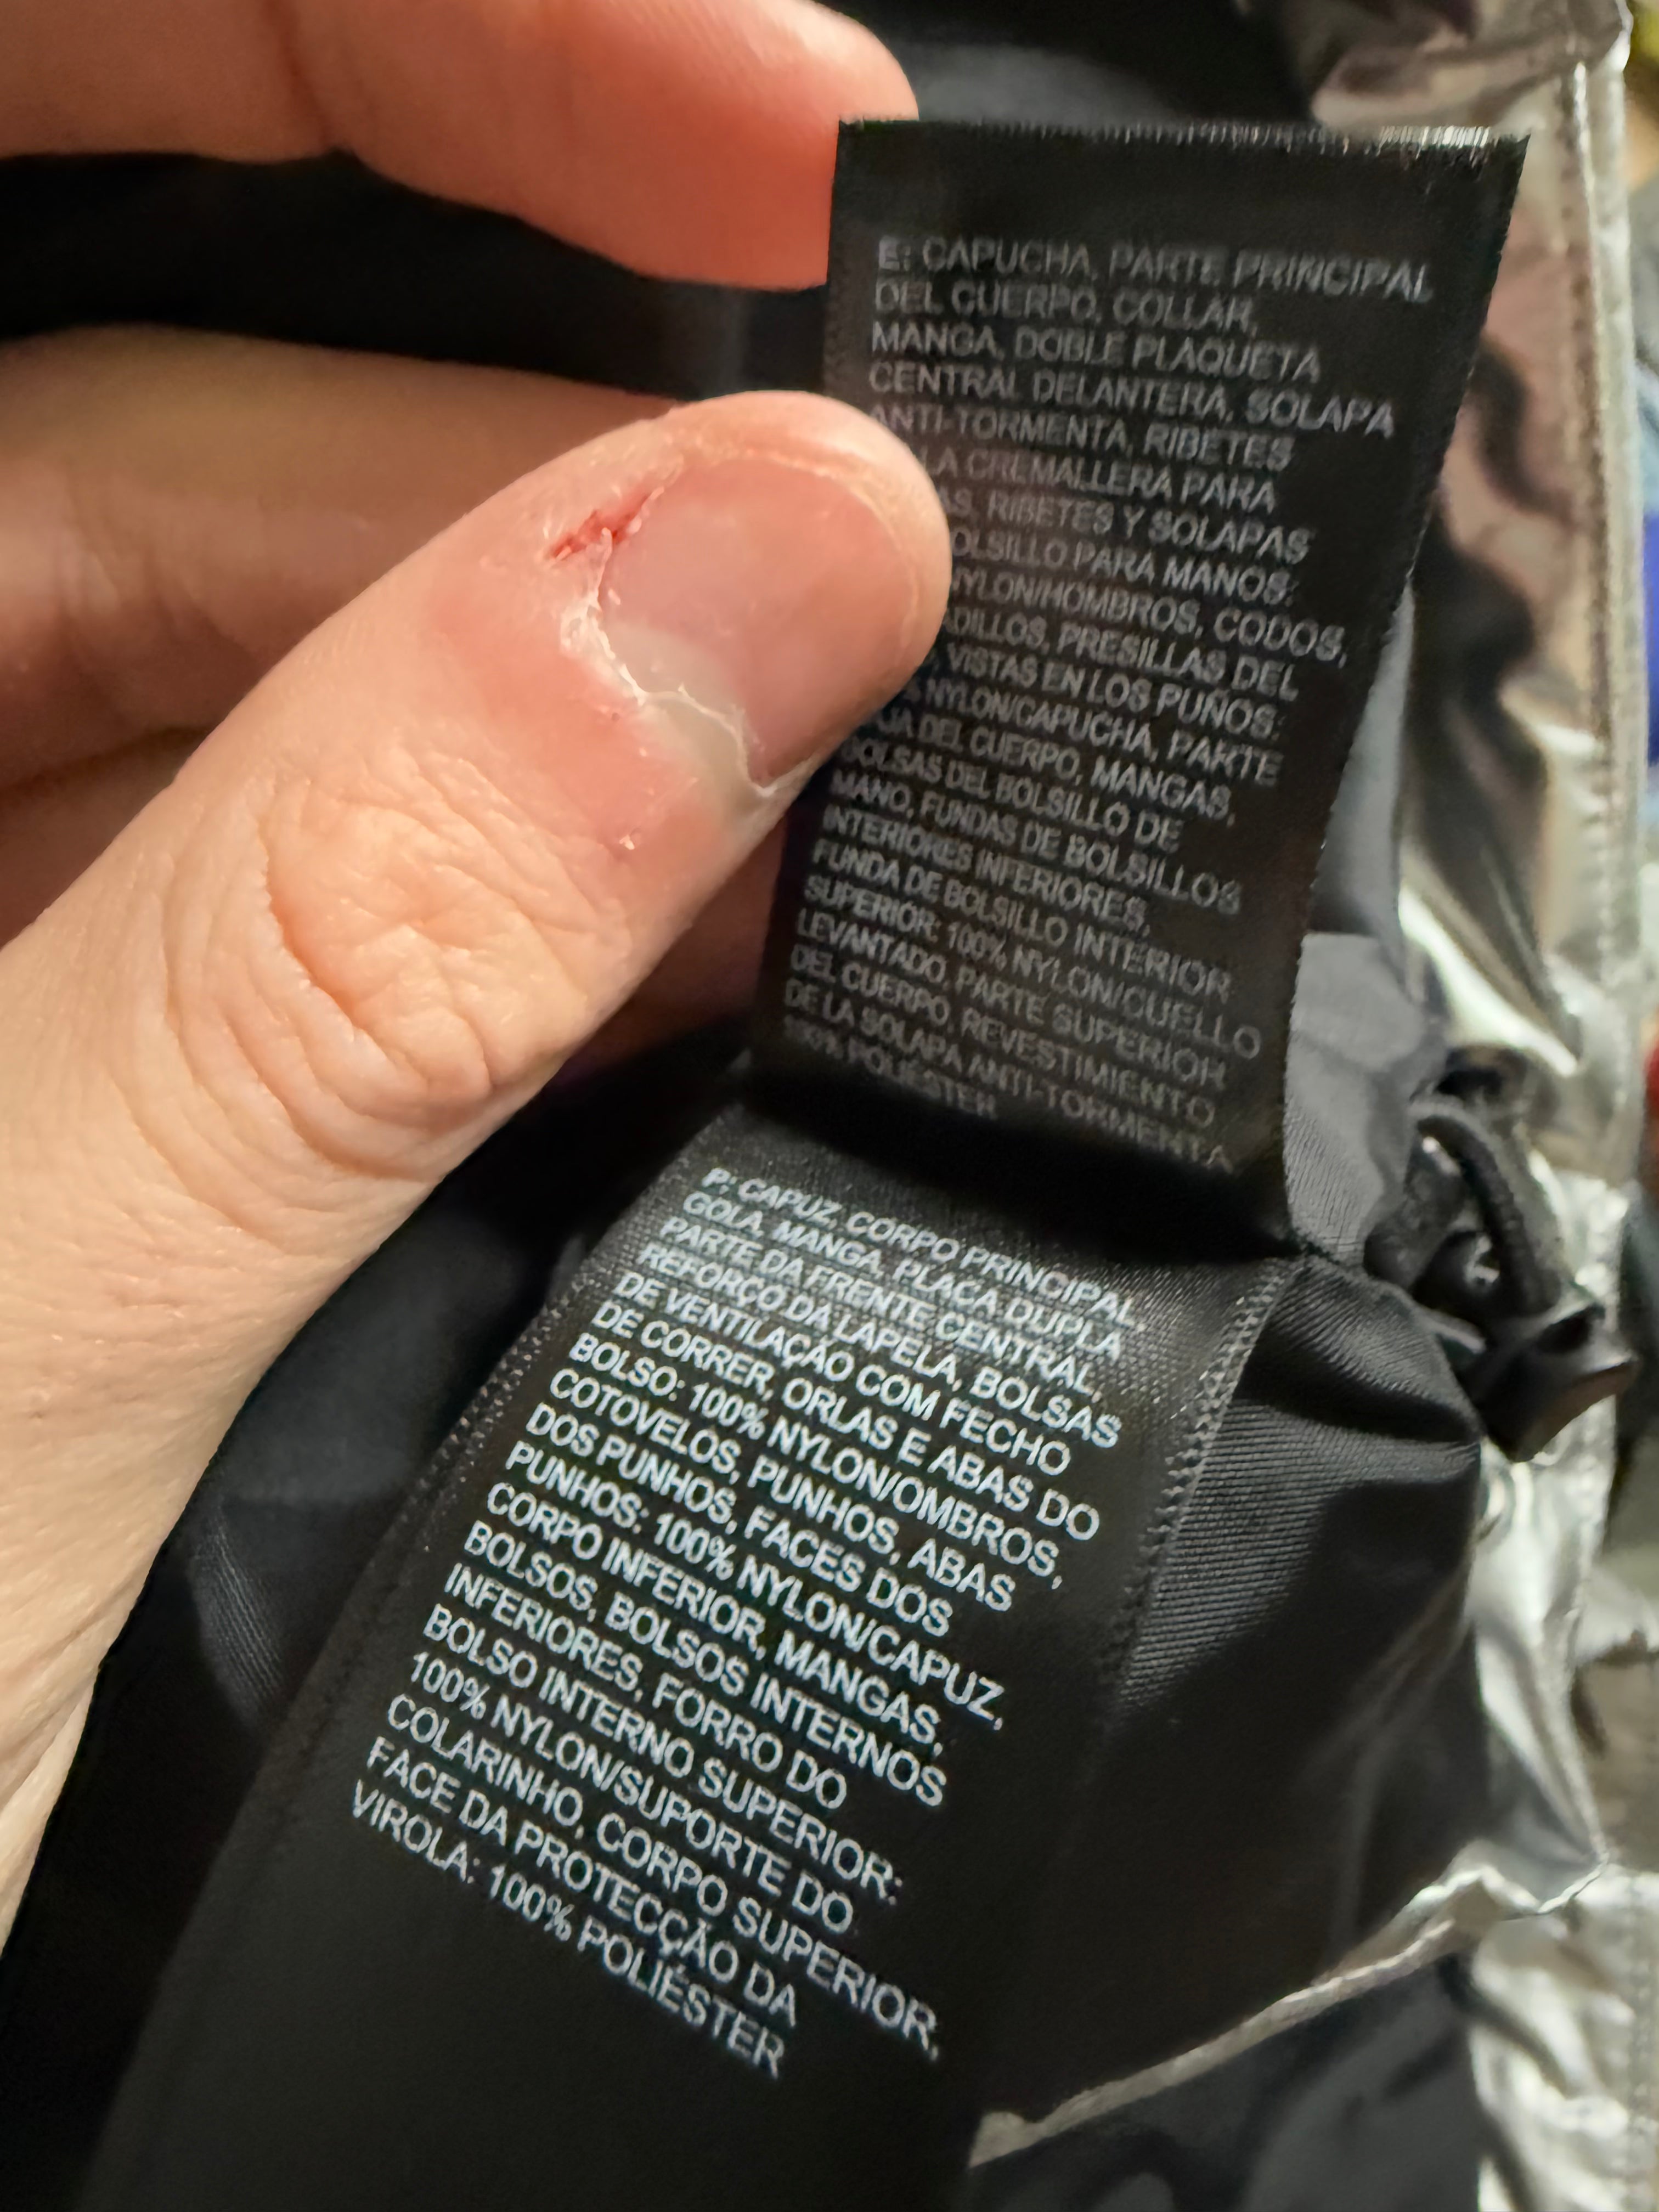 E: CAPUCHA, PARTE PRINCIPAL
DEL CUERPO, COLLAR,
MANGA, DOBLE PLAQUETA
CENTRAL DELANTERA, SOLAPA
ANTI-TORMENTA, RIBETES
LA CREMALLERA PARA
RIBETES Y SOLAPAS
PARA MANOS:
NYLON/HOMBROS, CODOS,
PRESILLAS DEL
VISTAS EN LOS PUÑOS:
NYLON/CAPUCHA, PARTE
DEL CUERPO, MANGAS,
BOLSAS DEL BOLSILLO DE
MANO, FUNDAS DE BOLSILLOS
INTERIORES INFERIORES,
FUNDA DE BOLSILLO INTERIOR
SUPERIOR: 100% NYLON/CUELLO
LEVANTADO, PARTE SUPERIOR
DEL CUERPO, REVESTIMIENTO
DE LA SOLAPA ANTI-TORMENTA
POLIÉSTER
P: CAPUZ, CORPO PRINCIPAL,
GOLA, MANGA, PLACA DUPLA
PARTE DA FRENTE CENTRAL,
REFORÇO DA LAPELA, BOLSAS
DE VENTILAÇÃO COM FECHO
DE CORRER, ORLAS E ABAS DO
BOLSO: 100% NYLON/OMBROS,
COTOVELOS, PUNHOS, ABAS
DOS PUNHOS, FACES DOS
PUNHOS: 100% NYLON/CAPUZ,
CORPO INFERIOR, MANGAS,
BOLSOS, BOLSOS INTERNOS
INFERIORES, FORRO DO
BOLSO INTERNO SUPERIOR:
100% NYLON/SUPORTE DO
COLARINHO, CORPO SUPERIOR,
FACE DA PROTECÇÃO DA
VIROLA: 100% POLIÉSTER